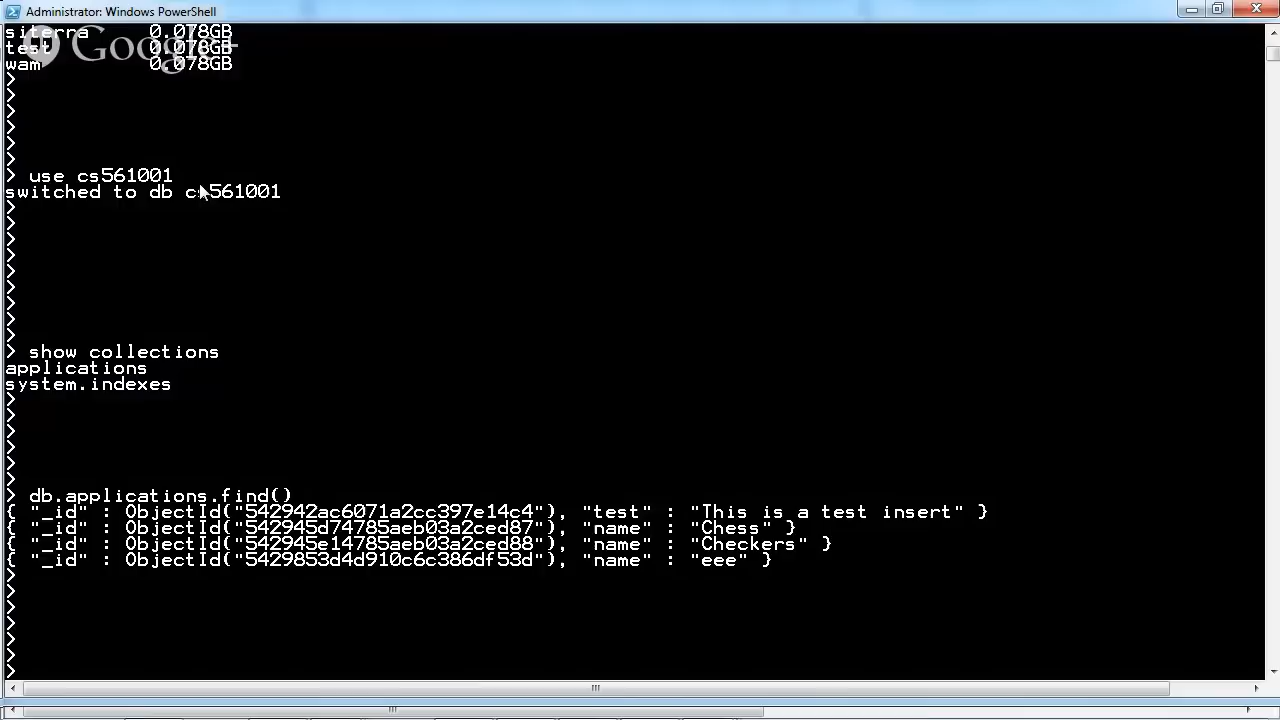 Administrator: Windows PowerShell
siterra 0.078GB
test 0.078GB
wam 0.078GB
Google+
>
>
>
>
>
>
> use cs561001
switched to db cs561001
>
>
>
>
>
>
>
>
>
> show collections
applications
system.indexes
>
>
>
>
>
>
> db.applications.find()
{ "_id" : ObjectId("542942ac6071a2cc397e14c4"), "test" : "This is a test insert" }
{ "_id" : ObjectId("542945d74785aeb03a2ced87"), "name" : "Chess" }
{ "_id" : ObjectId("542945e14785aeb03a2ced88"), "name" : "Checkers" }
{ "_id" : ObjectId("5429853d4d910c6c386df53d"), "name" : "eee" }
>
>
>
>
>
>
>